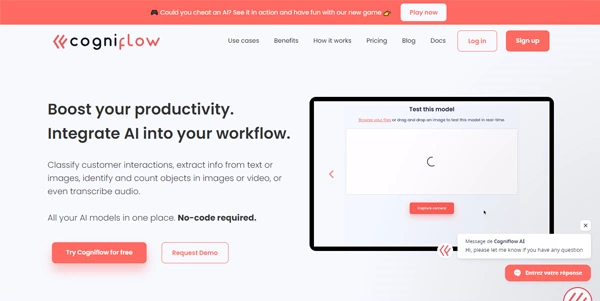 Could you cheat an AI? See it in action and have fun with our new game
Play now
cogniflow
Use cases
Benefits
How it works
Pricing
Blog
Docs
Log in
Sign up
Boost your productivity.
Integrate AI into your workflow.
Classify customer interactions, extract info from text or
images, identify and count objects in images or video, or
even transcribe audio.
All your AI models in one place. No-code required.
Try Cogniflow for free
Request Demo
Test this model
Browse your files or drag and drop an image to test this model in real-time.
Capture camera
Message de Cogniflow AI
Hi, please let me know if you have any question
Entrez votre réponse